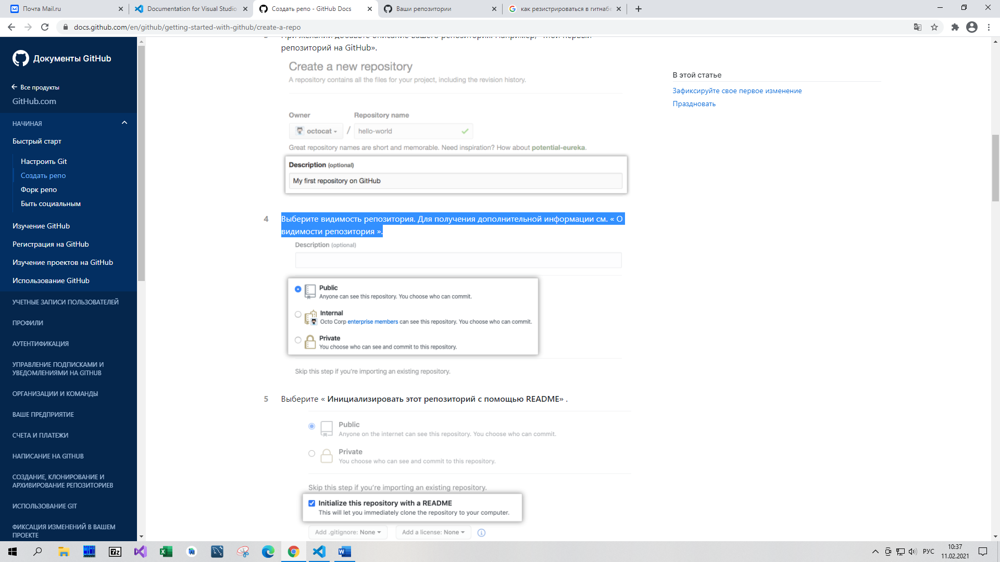 Почта Mail.ru
Documentation for Visual Studio
Создать репо - GitHub Docs
Ваши репозитории
как резистрироваться в гитнабе
docs.github.com/en/github/getting-started-with-github/create-a-repo
Документы GitHub
Все продукты
GitHub.com
НАЧИНАЯ
Быстрый старт
Настроить Git
Создать репо
Форк репо
Быть социальным
Изучение GitHub
Регистрация на GitHub
Изучение проектов на GitHub
Использование GitHub
УЧЕТНЫЕ ЗАПИСИ ПОЛЬЗОВАТЕЛЕЙ
ПРОФИЛИ
АУТЕНТИФИКАЦИЯ
УПРАВЛЕНИЕ ПОДПИСКАМИ И
УВЕДОМЛЕНИЯМИ НА GITHUB
ОРГАНИЗАЦИИ И КОМАНДЫ
ВАШЕ ПРЕДПРИЯТИЕ
СЧЕТА И ПЛАТЕЖИ
НАПИСАНИЕ НА GITHUB
СОЗДАНИЕ, КЛОНИРОВАНИЕ И
АРХИВИРОВАНИЕ РЕПОЗИТОРИЕВ
ИСПОЛЬЗОВАНИЕ GIT
ФИКСАЦИЯ ИЗМЕНЕНИЙ В ВАШЕМ
ПРОЕКТЕ
При желании добавьте описание вашего репозитория. Например, «Мой первый
репозиторий на GitHub».
Create a new repository
A repository contains all the files for your project, including the revision history.
Owner Repository name
octocat / hello-world
Great repository names are short and memorable. Need inspiration? How about potential-eureka.
Description (optional)
My first repository on GitHub
4 Выберите видимость репозитория. Для получения дополнительной информации см. « О
видимости репозитория ».
Description (optional)
Public
Anyone can see this repository. You choose who can commit.
Internal
Octo Corp enterprise members can see this repository. You choose who can commit.
Private
You choose who can see and commit to this repository.
Skip this step if you're importing an existing repository.
5 Выберите « Инициализировать этот репозиторий с помощью README» .
Public
Anyone on the internet can see this repository. You choose who can commit.
Private
You choose who can see and commit to this repository.
Skip this step if you're importing an existing repository.
Initialize this repository with a README
This will let you immediately clone the repository to your computer.
Add .gitignore: None Add a license: None
В этой статье
Зафиксируйте свое первое изменение
Праздновать
РУС
10:37
11.02.2021